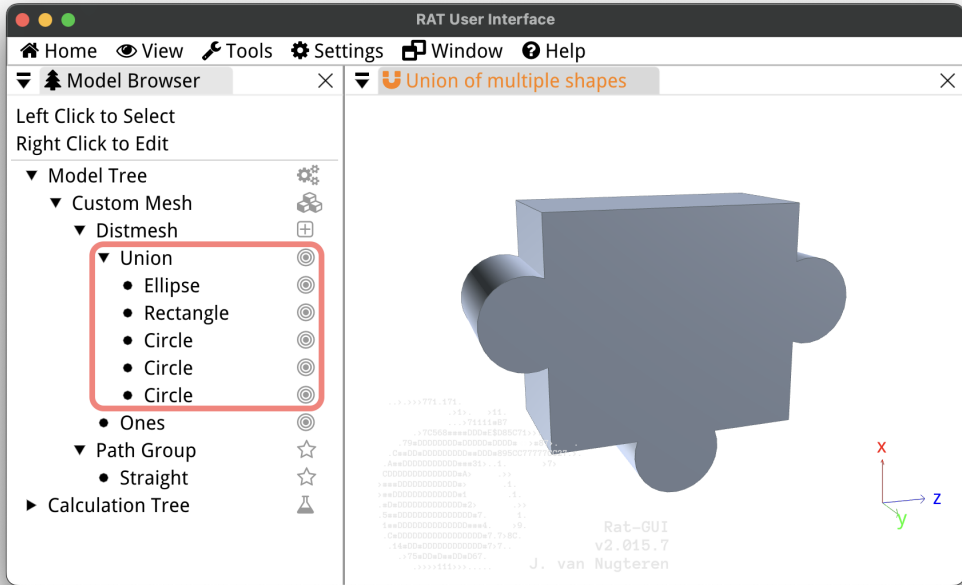 RAT User Interface
Home View Tools Settings Window Help
Model Browser
Union of multiple shapes
Left Click to Select
Right Click to Edit
Model Tree
Custom Mesh
Distmesh
Union
Ellipse
Rectangle
Circle
Circle
Circle
Ones
Path Group
Straight
Calculation Tree
x
z
y
Rat-GUI
v2.015.7
J. van Nugteren